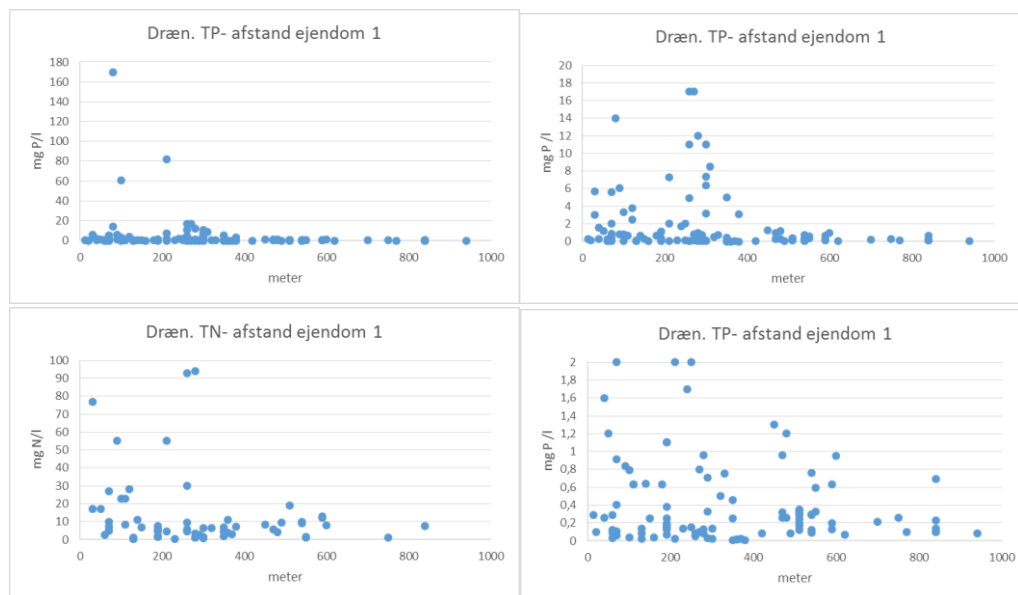 Dræn. TP- afstand ejendom 1
180
160
140
120
100
80
60
40
20
0
mg P/l
0 200 400 600 800 1000
meter
Dræn. TP- afstand ejendom 1
20
18
16
14
12
10
8
6
4
2
0
mg P /l
0 200 400 600 800 1000
meter
Dræn. TN- afstand ejendom 1
100
90
80
70
60
50
40
30
20
10
0
mg N/l
0 200 400 600 800 1000
meter
Dræn. TP- afstand ejendom 1
2
1,8
1,6
1,4
1,2
1
0,8
0,6
0,4
0,2
0
mg P /l
0 200 400 600 800 1000
meter